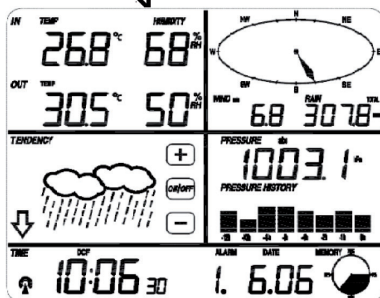 IN TEMP HUMIDITY
26.8 °C 68 % RH
OUT TEMP
30.5 °C 50 % RH
N
NW NE
W E
SW SE
S
WIND RAIN TOTAL
6.8 307.8
TENDENCY
+
ON/OFF
−
PRESSURE
1003.1
PRESSURE HISTORY
TIME DCF
10:06 30
ALARM DATE MEMORY
1. 6.06